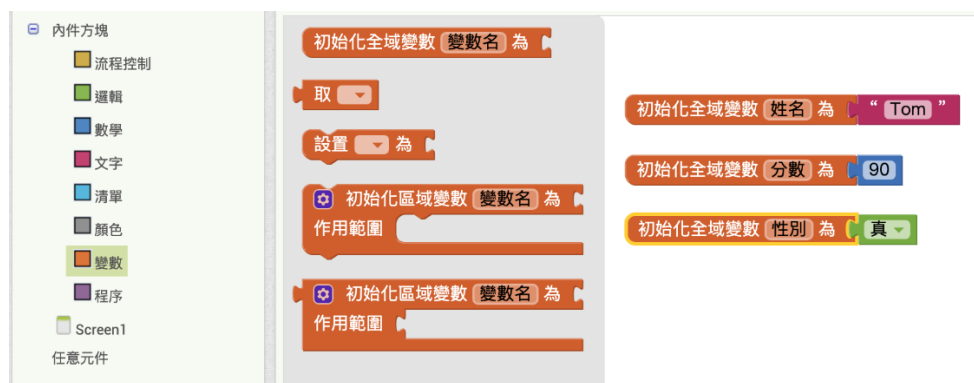 內件方塊
流程控制
邏輯
數學
文字
清單
顏色
變數
程序
Screen1
任意元件
初始化全域變數 變數名 為
取
設置 為
初始化區域變數 變數名 為
作用範圍
初始化區域變數 變數名 為
作用範圍
初始化全域變數 姓名 為 “ Tom ”
初始化全域變數 分數 為 90
初始化全域變數 性別 為 真